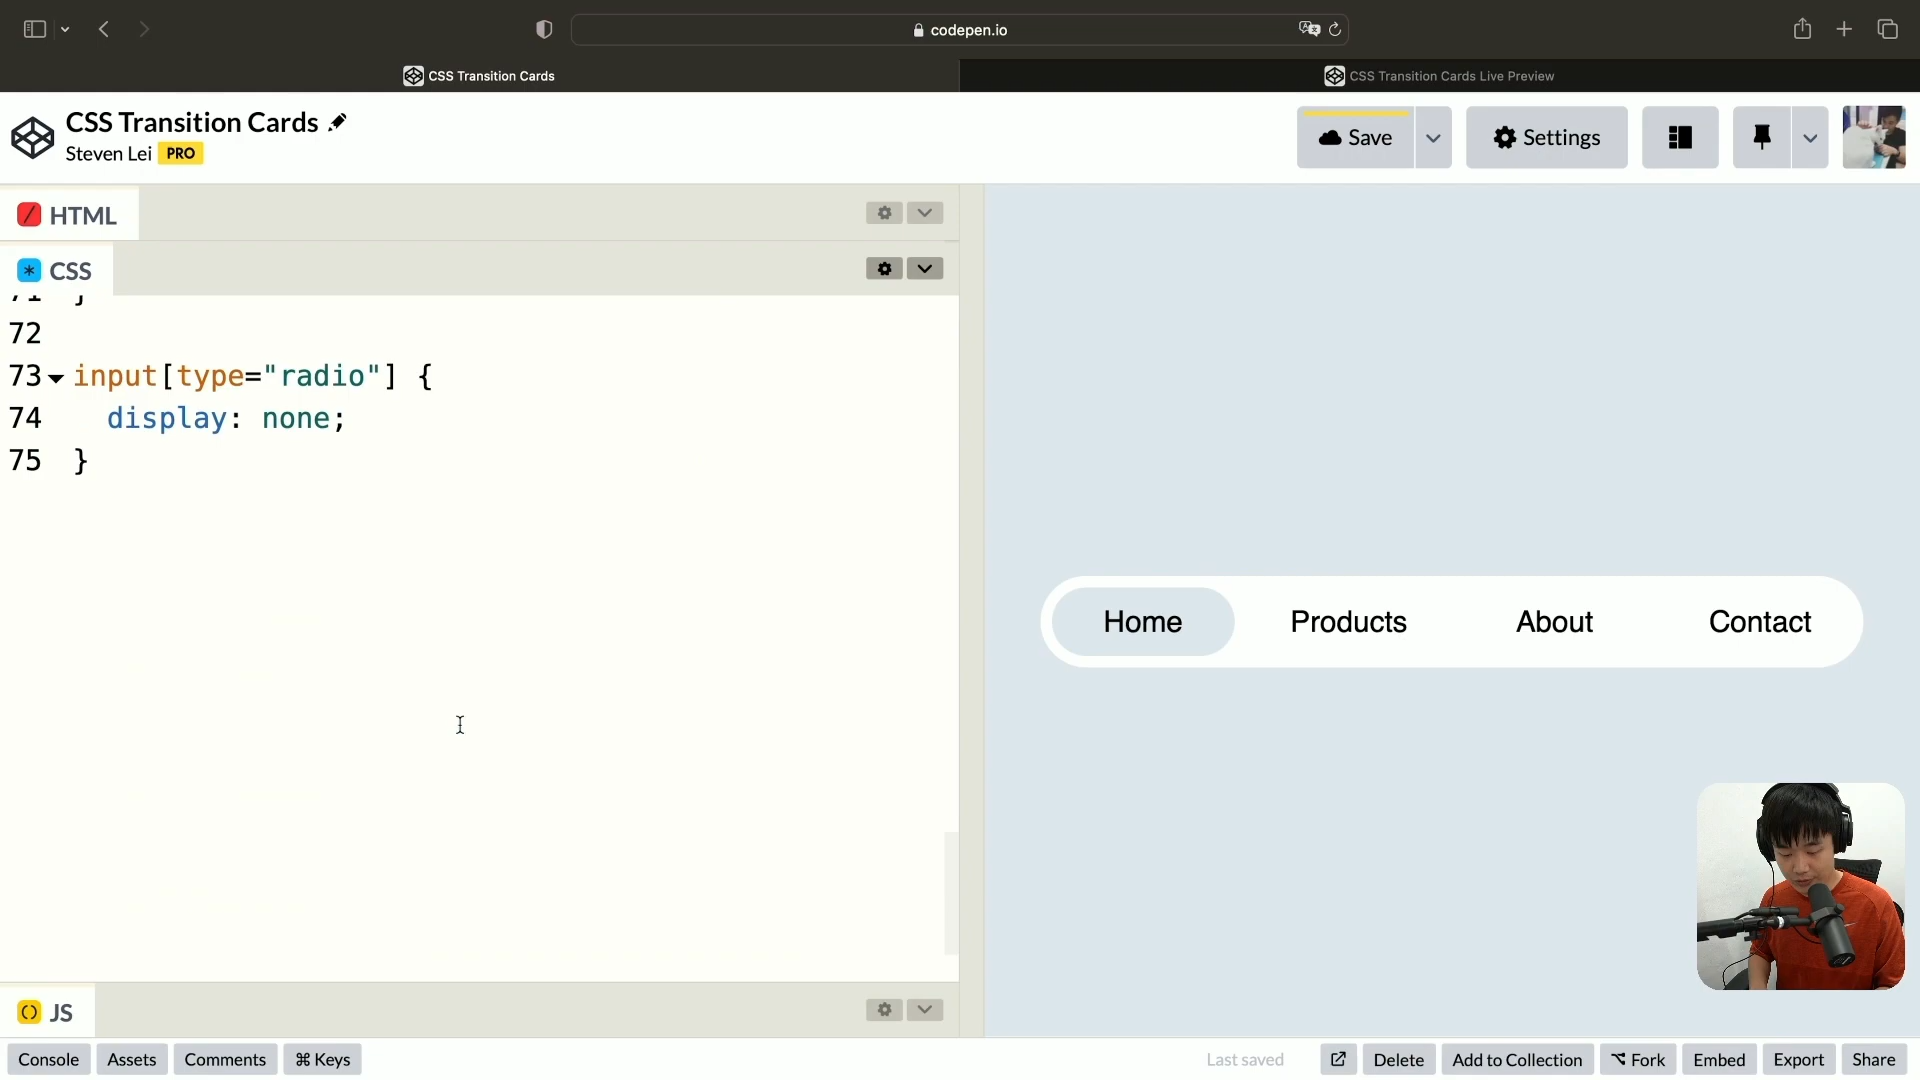 codepen.io
CSS Transition Cards
CSS Transition Cards Live Preview
CSS Transition Cards
Steven Lei PRO
Save
Settings
HTML
CSS
71 }
72
73 input[type="radio"] {
74 display: none;
75 }
Home
Products
About
Contact
JS
Console
Assets
Comments
⌘ Keys
Last saved
Delete
Add to Collection
Fork
Embed
Export
Share